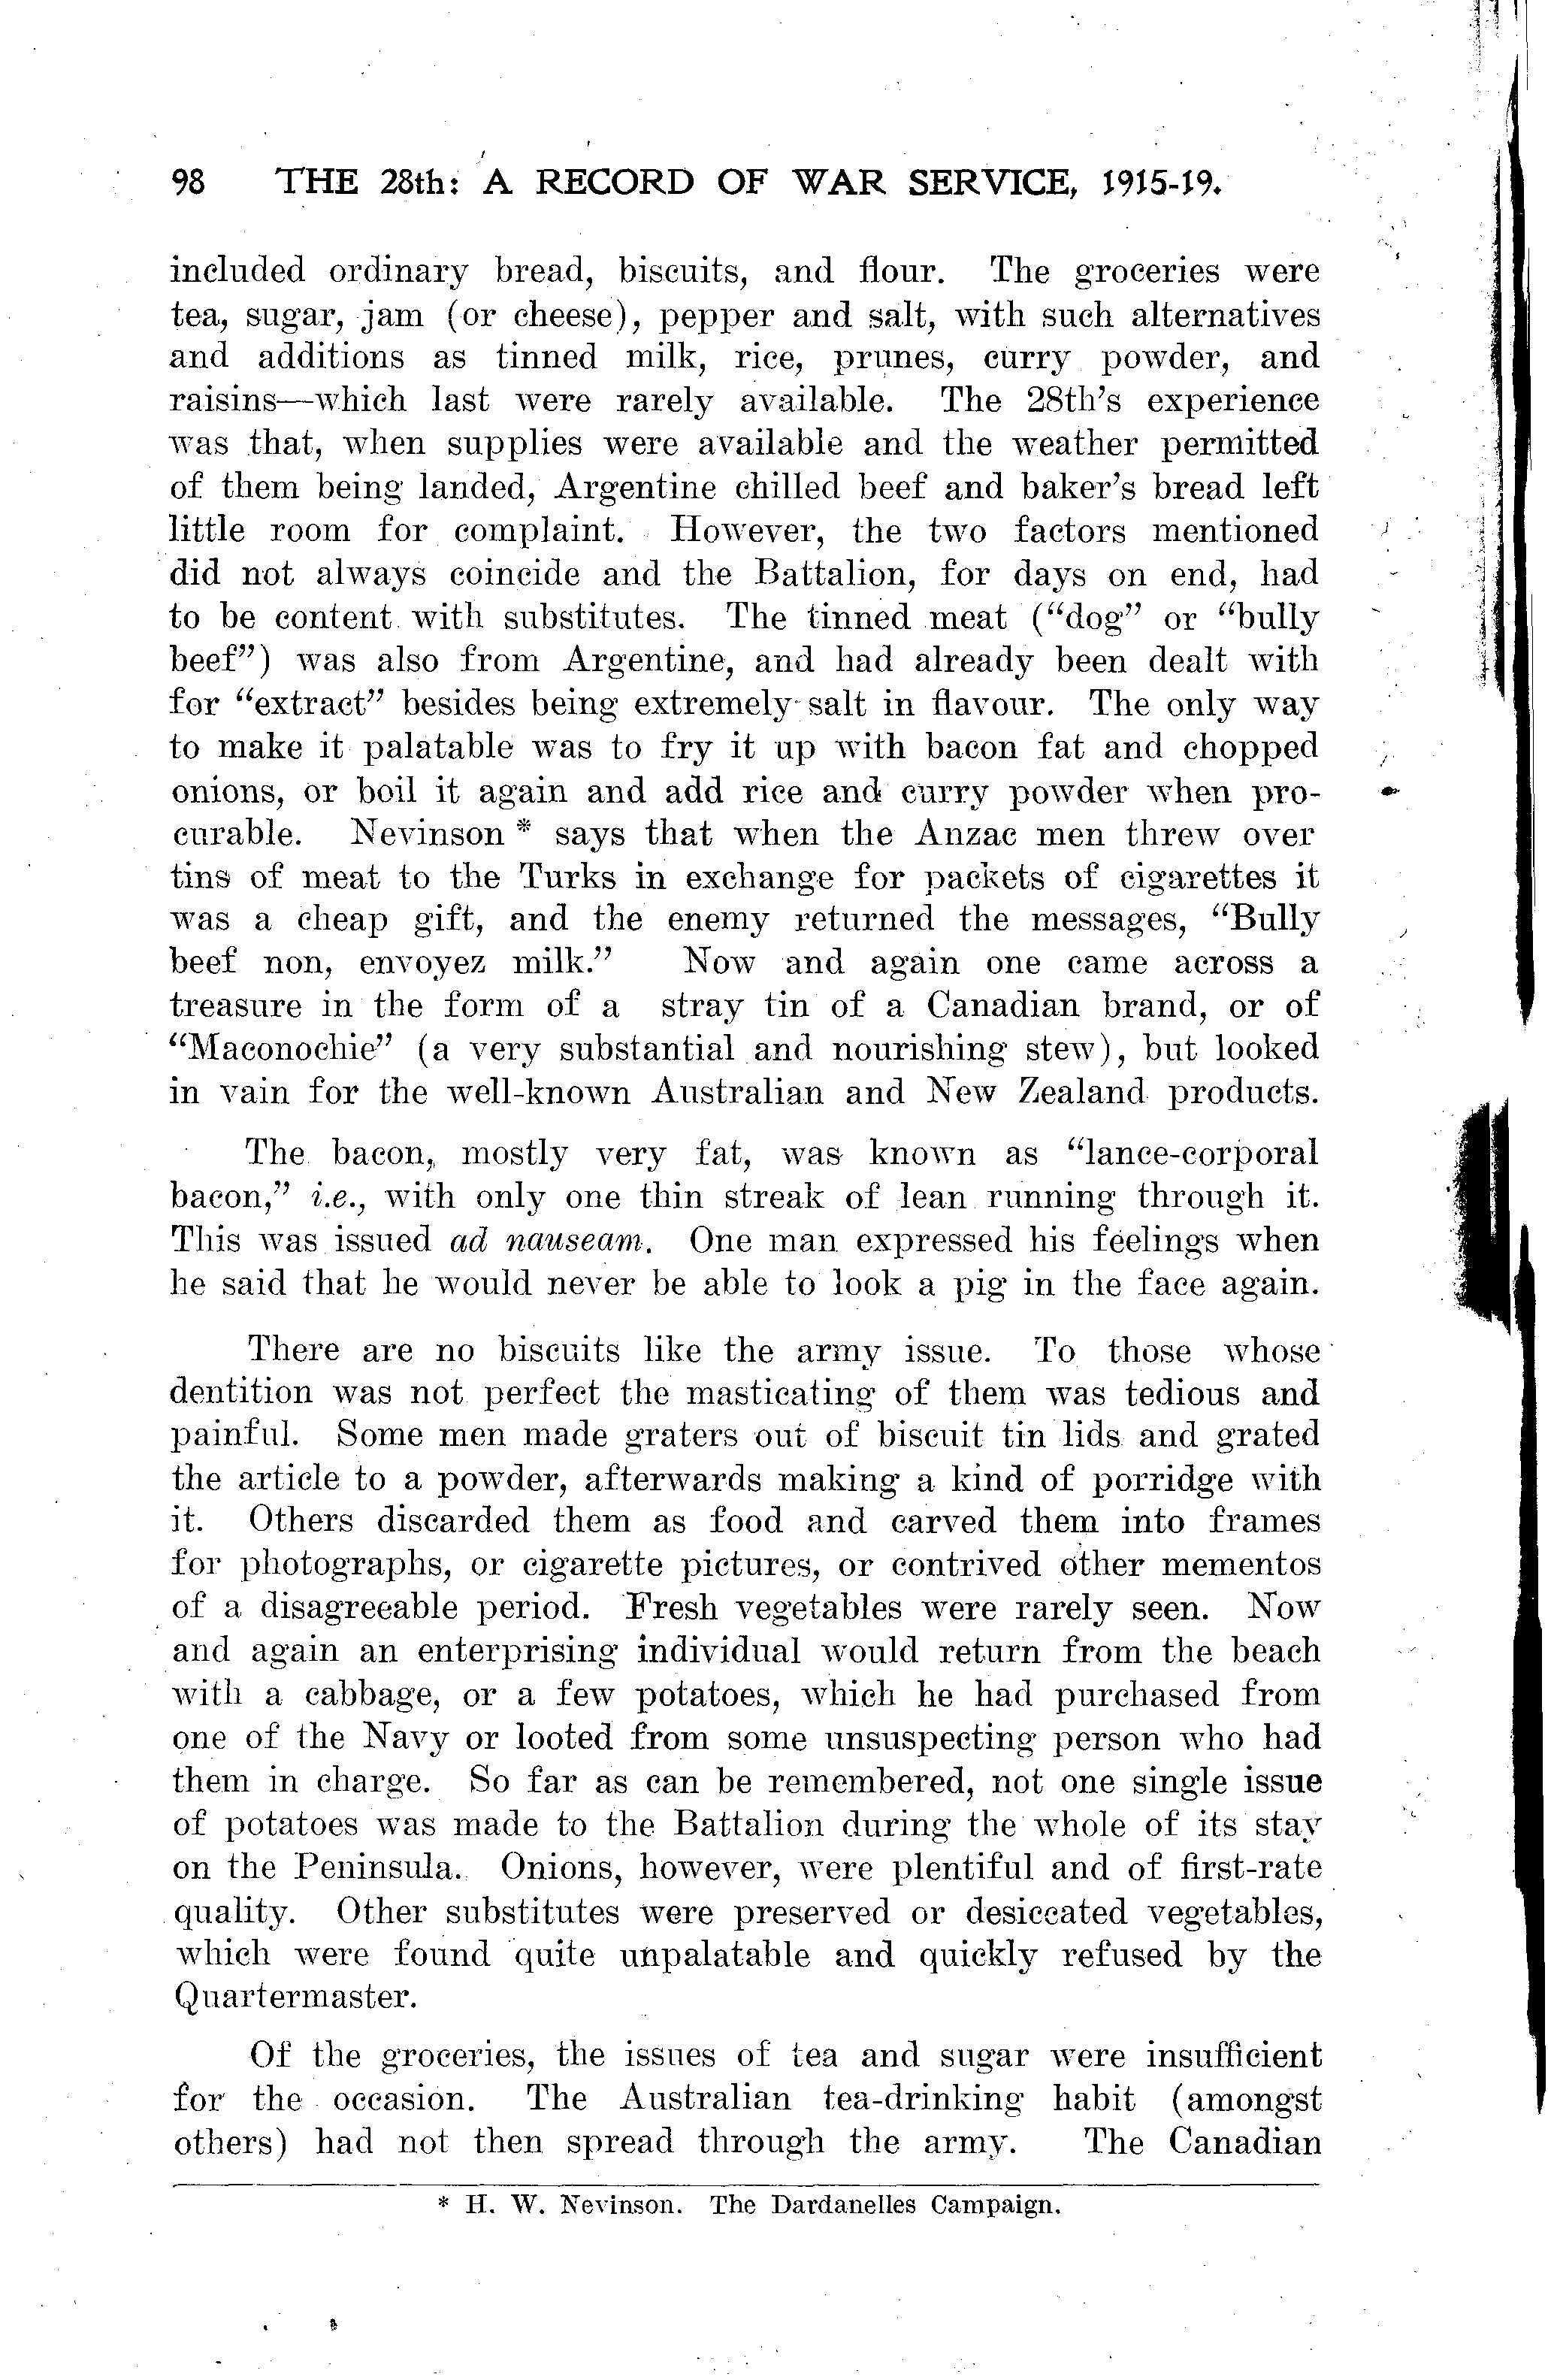 98 THE 28th: A RECORD OF WAR SERVICE, 1915-19.
included ordinary bread, biscuits, and flour. The groceries were
tea, sugar, jam (or cheese), pepper and salt, with such alternatives
and additions as tinned milk, rice, prunes, curry powder, and
raisins—which last were rarely available. The 28th's experience
was that, when supplies were available and the weather permitted
of them being landed, Argentine chilled beef and baker's bread left
little room for complaint. However, the two factors mentioned
did not always coincide and the Battalion, for days on end, had
to be content with substitutes. The tinned meat ("dog" or "bully
beef") was also from Argentine, and had already been dealt with
for "extract" besides being extremely salt in flavour. The only way
to make it palatable was to fry it up with bacon fat and chopped
onions, or boil it again and add rice and curry powder when pro-
curable. Nevinson * says that when the Anzac men threw over
tins of meat to the Turks in exchange for packets of cigarettes it
was a cheap gift, and the enemy returned the messages, "Bully
beef non, envoyez milk." Now and again one came across a
treasure in the form of a stray tin of a Canadian brand, or of
"Maconochie" (a very substantial and nourishing stew), but looked
in vain for the well-known Australian and New Zealand products.
The bacon, mostly very fat, was known as "lance-corporal
bacon," i.e., with only one thin streak of lean running through it.
This was issued ad nauseam. One man expressed his feelings when
he said that he would never be able to look a pig in the face again.
There are no biscuits like the army issue. To those whose
dentition was not perfect the masticating of them was tedious and
painful. Some men made graters out of biscuit tin lids and grated
the article to a powder, afterwards making a kind of porridge with
it. Others discarded them as food and carved them into frames
for photographs, or cigarette pictures, or contrived other mementos
of a disagreeable period. Fresh vegetables were rarely seen. Now
and again an enterprising individual would return from the beach
with a cabbage, or a few potatoes, which he had purchased from
one of the Navy or looted from some unsuspecting person who had
them in charge. So far as can be remembered, not one single issue
of potatoes was made to the Battalion during the whole of its stay
on the Peninsula. Onions, however, were plentiful and of first-rate
quality. Other substitutes were preserved or desiccated vegetables,
which were found quite unpalatable and quickly refused by the
Quartermaster.
Of the groceries, the issues of tea and sugar were insufficient
for the occasion. The Australian tea-drinking habit (amongst
others) had not then spread through the army. The Canadian
* H. W. Nevinson. The Dardanelles Campaign.